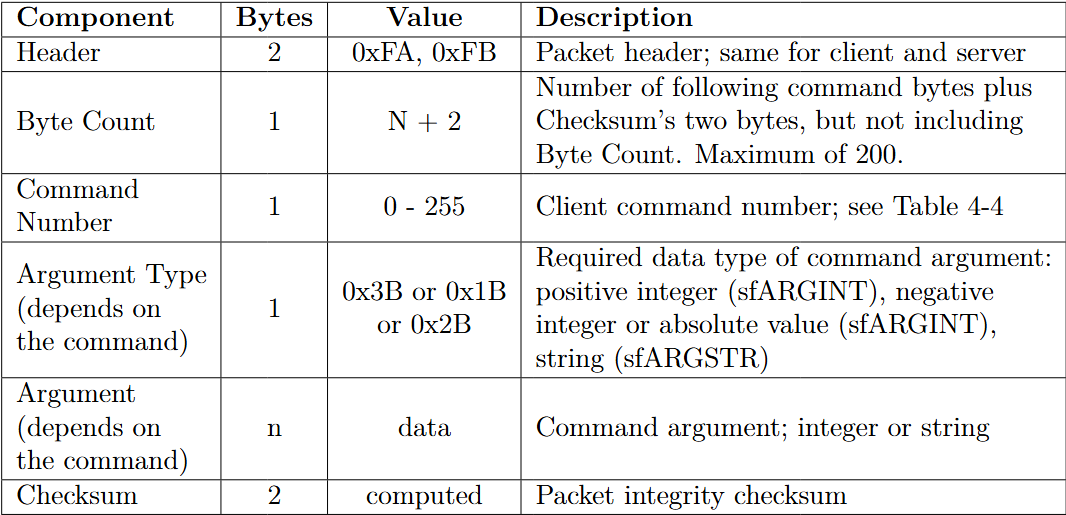 Component Bytes Value Description
Header 2 0xFA, 0xFB Packet header; same for client and server
Byte Count 1 N + 2 Number of following command bytes plus
Checksum's two bytes, but not including
Byte Count. Maximum of 200.
Command
Number 1 0 - 255 Client command number; see Table 4-4
Argument Type
(depends on
the command) 1 0x3B or 0x1B
or 0x2B Required data type of command argument:
positive integer (sfARGINT), negative
integer or absolute value (sfARGINT),
string (sfARGSTR)
Argument
(depends on
the command) n data Command argument; integer or string
Checksum 2 computed Packet integrity checksum